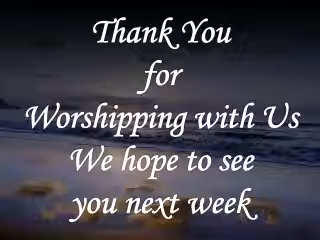 Thank You
for
Worshipping with Us
We hope to see
you next week